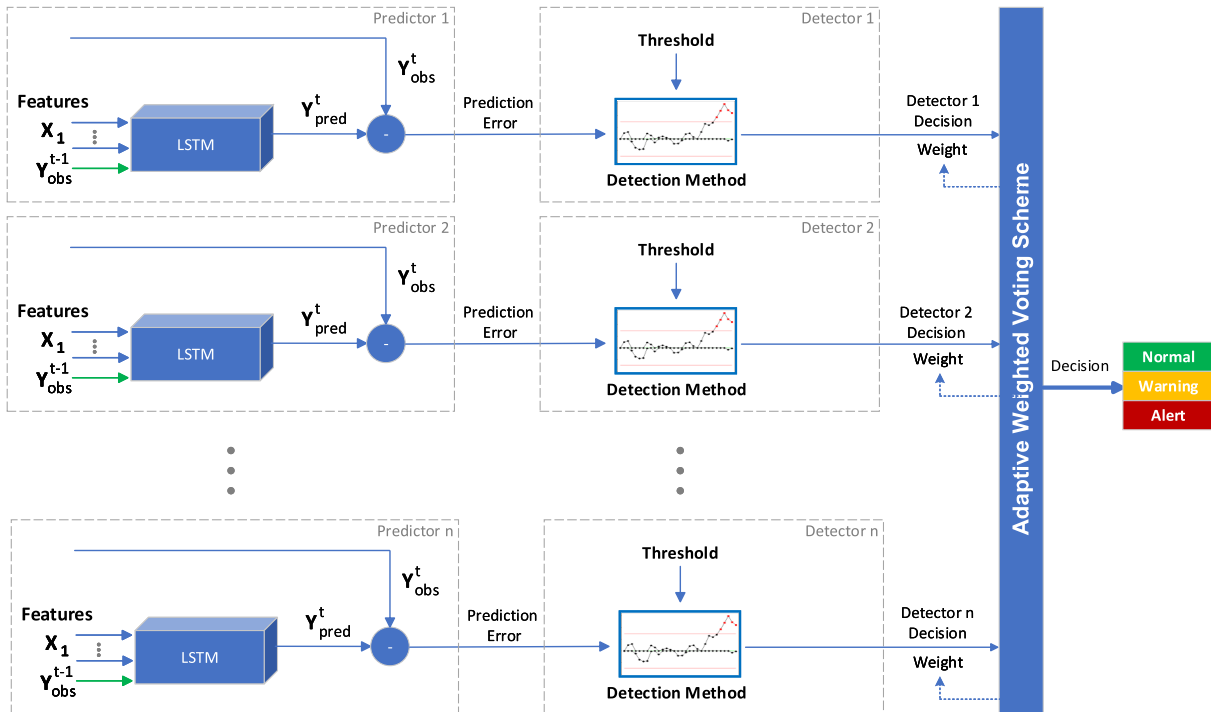 Predictor 1
Detector 1
Threshold
Y obs t
Features
X1
Y obs t-1
LSTM
Y pred t
-
Prediction
Error
Detection Method
Detector 1
Decision
Weight
Predictor 2
Detector 2
Threshold
Y obs t
Features
X1
Y obs t-1
LSTM
Y pred t
-
Prediction
Error
Detection Method
Detector 2
Decision
Weight
Predictor n
Detector n
Threshold
Y obs t
Features
X1
Y obs t-1
LSTM
Y pred t
-
Prediction
Error
Detection Method
Detector n
Decision
Weight
Adaptive Weighted Voting Scheme
Decision
Normal
Warning
Alert